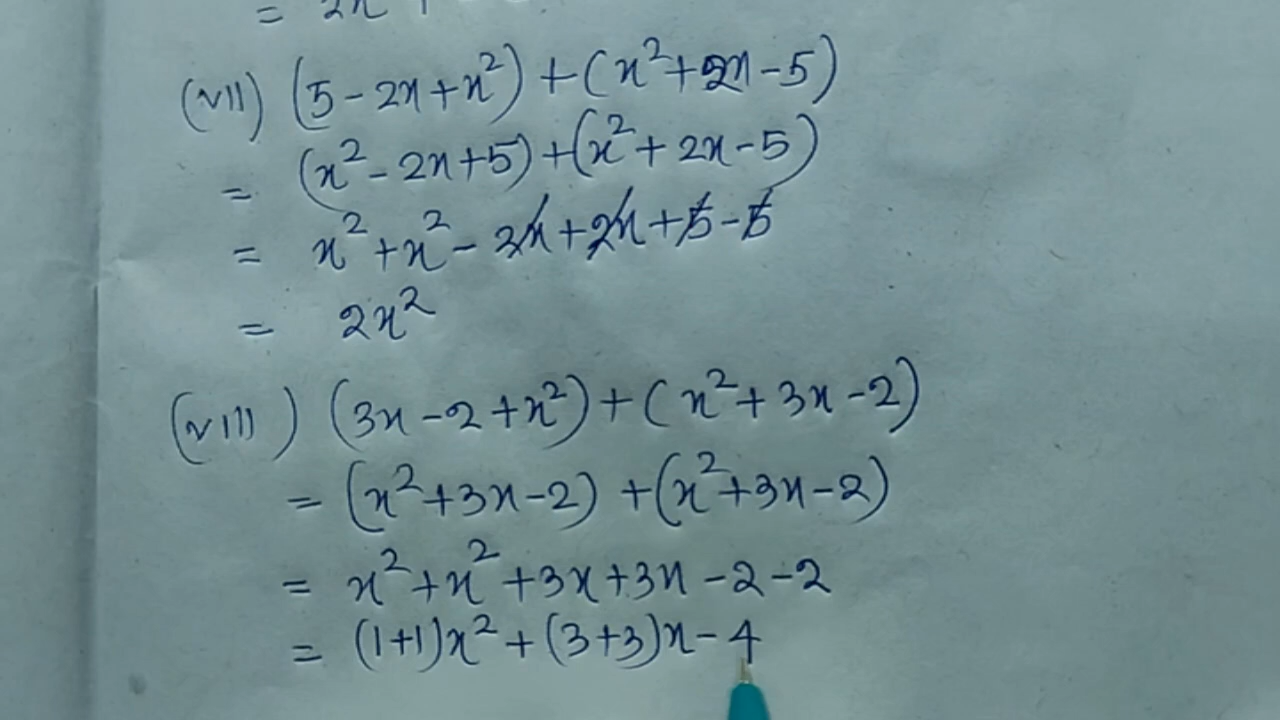 = 2x
(vii) (5-2x+x²)+(x²+2x-5)
= (x²-2x+5)+(x²+2x-5)
= x²+x²-2x+2x+5-5
= 2x²
(viii) (3x-2+x²)+(x²+3x-2)
= (x²+3x-2)+(x²+3x-2)
= x²+x²+3x+3x-2-2
= (1+1)x²+(3+3)x-4